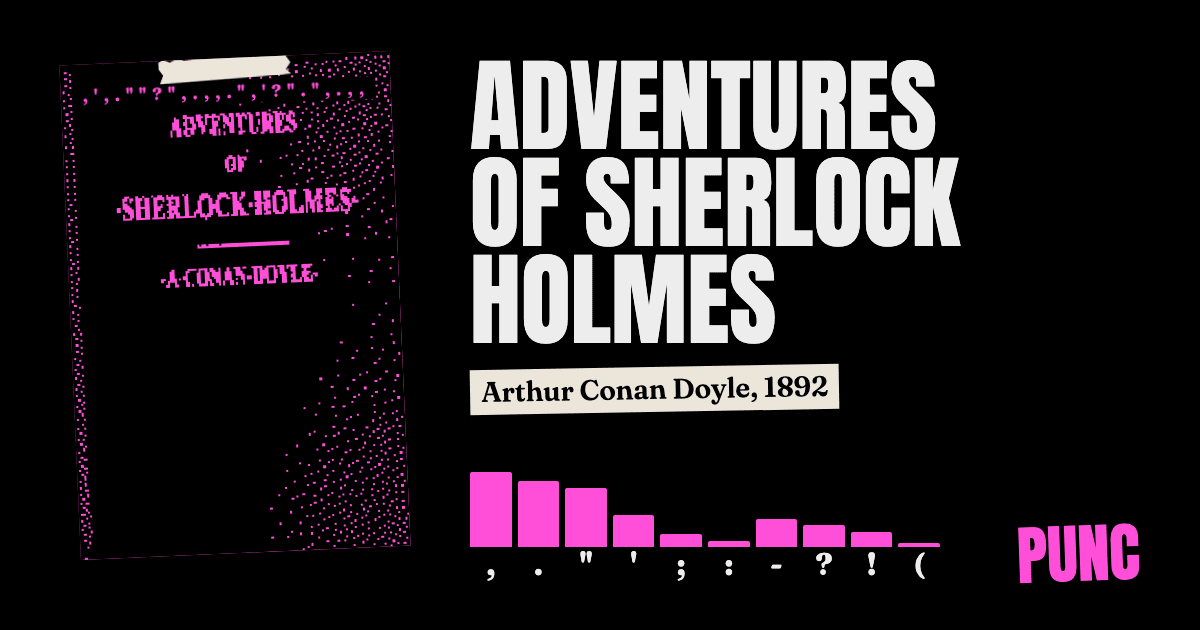 ,',.""?",.,,.",'?".",.,,
ADVENTURES
OF
SHERLOCK·HOLMES·
·A·CONAN·DOYLE·
ADVENTURES
OF SHERLOCK
HOLMES
Arthur Conan Doyle, 1892
, . " ' ; : - ? ! (
PUNC